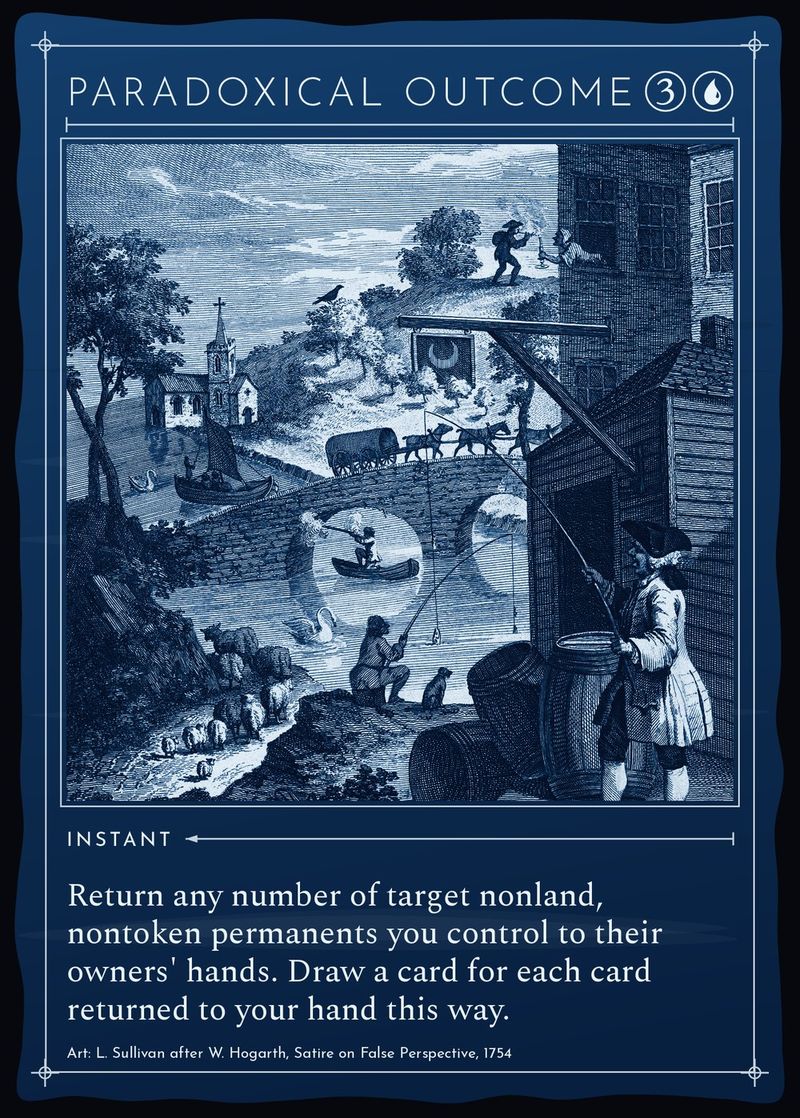 PARADOXICAL OUTCOME 3
INSTANT
Return any number of target nonland,
nontoken permanents you control to their
owners' hands. Draw a card for each card
returned to your hand this way.
Art: L. Sullivan after W. Hogarth, Satire on False Perspective, 1754